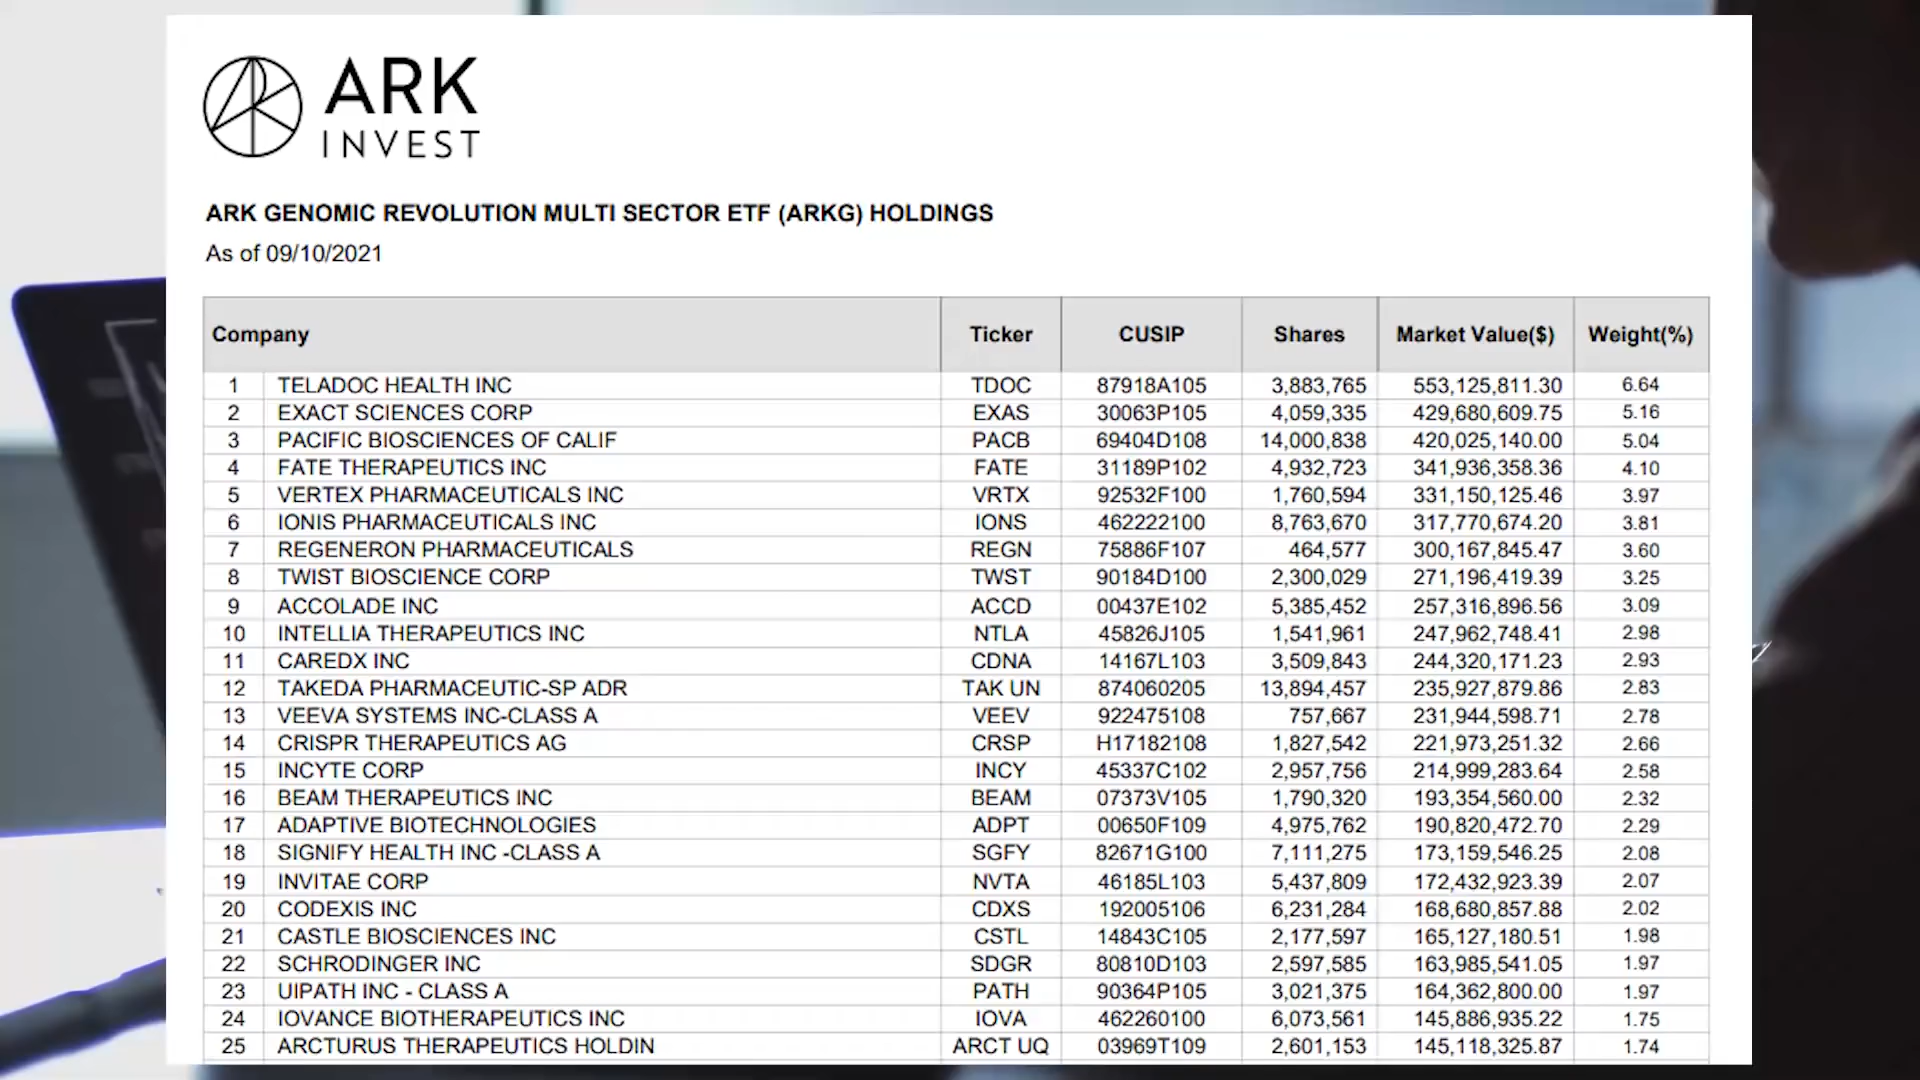 ARK
INVEST
ARK GENOMIC REVOLUTION MULTI SECTOR ETF (ARKG) HOLDINGS
As of 09/10/2021
Company Ticker CUSIP Shares Market Value($) Weight(%)
1 TELADOC HEALTH INC TDOC 87918A105 3,883,765 553,125,811.30 6.64
2 EXACT SCIENCES CORP EXAS 30063P105 4,059,335 429,680,609.75 5.16
3 PACIFIC BIOSCIENCES OF CALIF PACB 69404D108 14,000,838 420,025,140.00 5.04
4 FATE THERAPEUTICS INC FATE 31189P102 4,932,723 341,936,358.36 4.10
5 VERTEX PHARMACEUTICALS INC VRTX 92532F100 1,760,594 331,150,125.46 3.97
6 IONIS PHARMACEUTICALS INC IONS 462222100 8,763,670 317,770,674.20 3.81
7 REGENERON PHARMACEUTICALS REGN 75886F107 464,577 300,167,845.47 3.60
8 TWIST BIOSCIENCE CORP TWST 90184D100 2,300,029 271,196,419.39 3.25
9 ACCOLADE INC ACCD 00437E102 5,385,452 257,316,896.56 3.09
10 INTELLIA THERAPEUTICS INC NTLA 45826J105 1,541,961 247,962,748.41 2.98
11 CAREDX INC CDNA 14167L103 3,509,843 244,320,171.23 2.93
12 TAKEDA PHARMACEUTIC-SP ADR TAK UN 874060205 13,894,457 235,927,879.86 2.83
13 VEEVA SYSTEMS INC-CLASS A VEEV 922475108 757,667 231,944,598.71 2.78
14 CRISPR THERAPEUTICS AG CRSP H17182108 1,827,542 221,973,251.32 2.66
15 INCYTE CORP INCY 45337C102 2,957,756 214,999,283.64 2.58
16 BEAM THERAPEUTICS INC BEAM 07373V105 1,790,320 193,354,560.00 2.32
17 ADAPTIVE BIOTECHNOLOGIES ADPT 00650F109 4,975,762 190,820,472.70 2.29
18 SIGNIFY HEALTH INC -CLASS A SGFY 82671G100 7,111,275 173,159,546.25 2.08
19 INVITAE CORP NVTA 46185L103 5,437,809 172,432,923.39 2.07
20 CODEXIS INC CDXS 192005106 6,231,284 168,680,857.88 2.02
21 CASTLE BIOSCIENCES INC CSTL 14843C105 2,177,597 165,127,180.51 1.98
22 SCHRODINGER INC SDGR 80810D103 2,597,585 163,985,541.05 1.97
23 UIPATH INC - CLASS A PATH 90364P105 3,021,375 164,362,800.00 1.97
24 IOVANCE BIOTHERAPEUTICS INC IOVA 462260100 6,073,561 145,886,935.22 1.75
25 ARCTURUS THERAPEUTICS HOLDIN ARCT UQ 03969T109 2,601,153 145,118,325.87 1.74